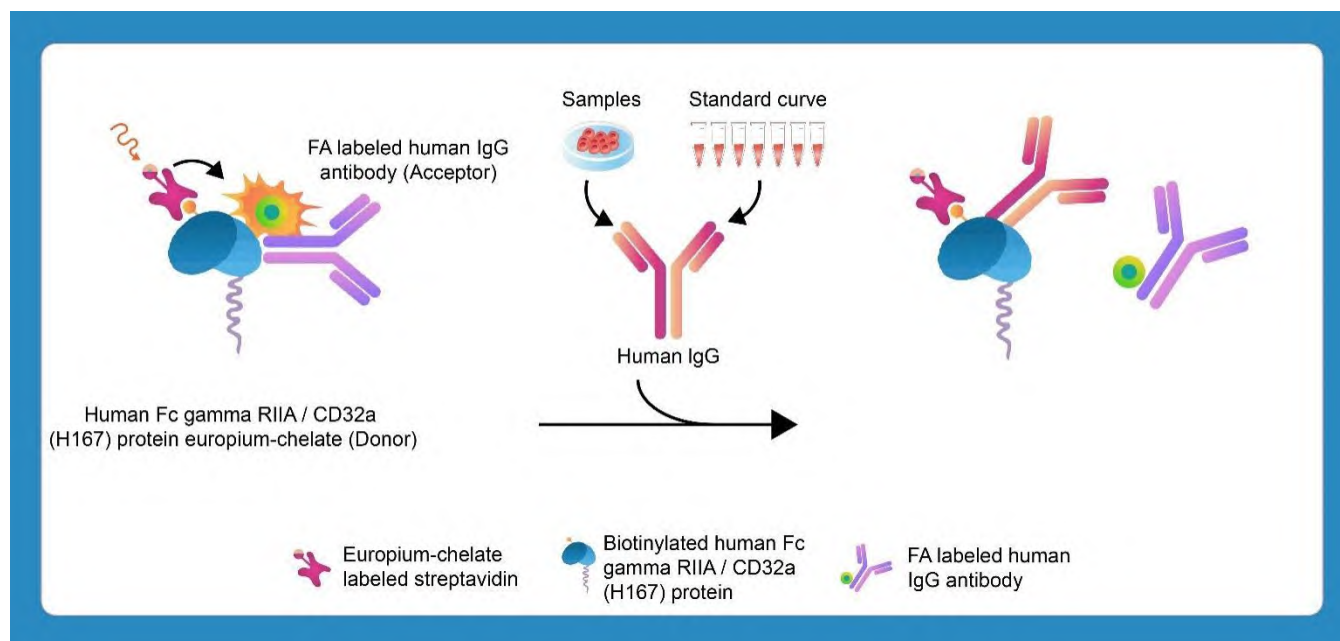 Samples
Standard curve
FA labeled human IgG
antibody (Acceptor)
Human IgG
Human Fc gamma RIIA / CD32a
(H167) protein europium-chelate (Donor)
Europium-chelate
labeled streptavidin
Biotinylated human Fc
gamma RIIA / CD32a
(H167) protein
FA labeled human
IgG antibody